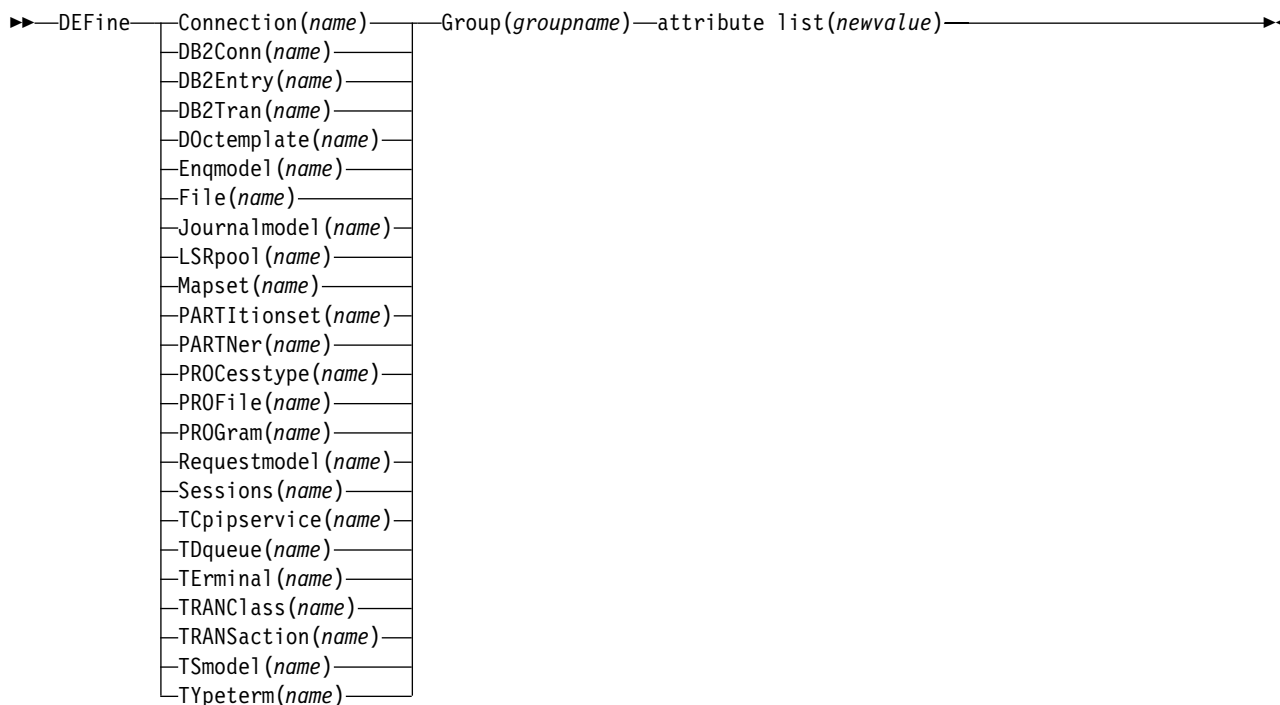 DEFine Connection(name) Group(groupname) attribute list(newvalue)
DB2Conn(name)
DB2Entry(name)
DB2Tran(name)
DOctemplate(name)
Enqmodel(name)
File(name)
Journalmodel(name)
LSRpool(name)
Mapset(name)
PARTItionset(name)
PARTNer(name)
PROCesstype(name)
PROFile(name)
PROGram(name)
Requestmodel(name)
Sessions(name)
TCpipservice(name)
TDqueue(name)
TErminal(name)
TRANClass(name)
TRANSaction(name)
TSmodel(name)
TYpeterm(name)